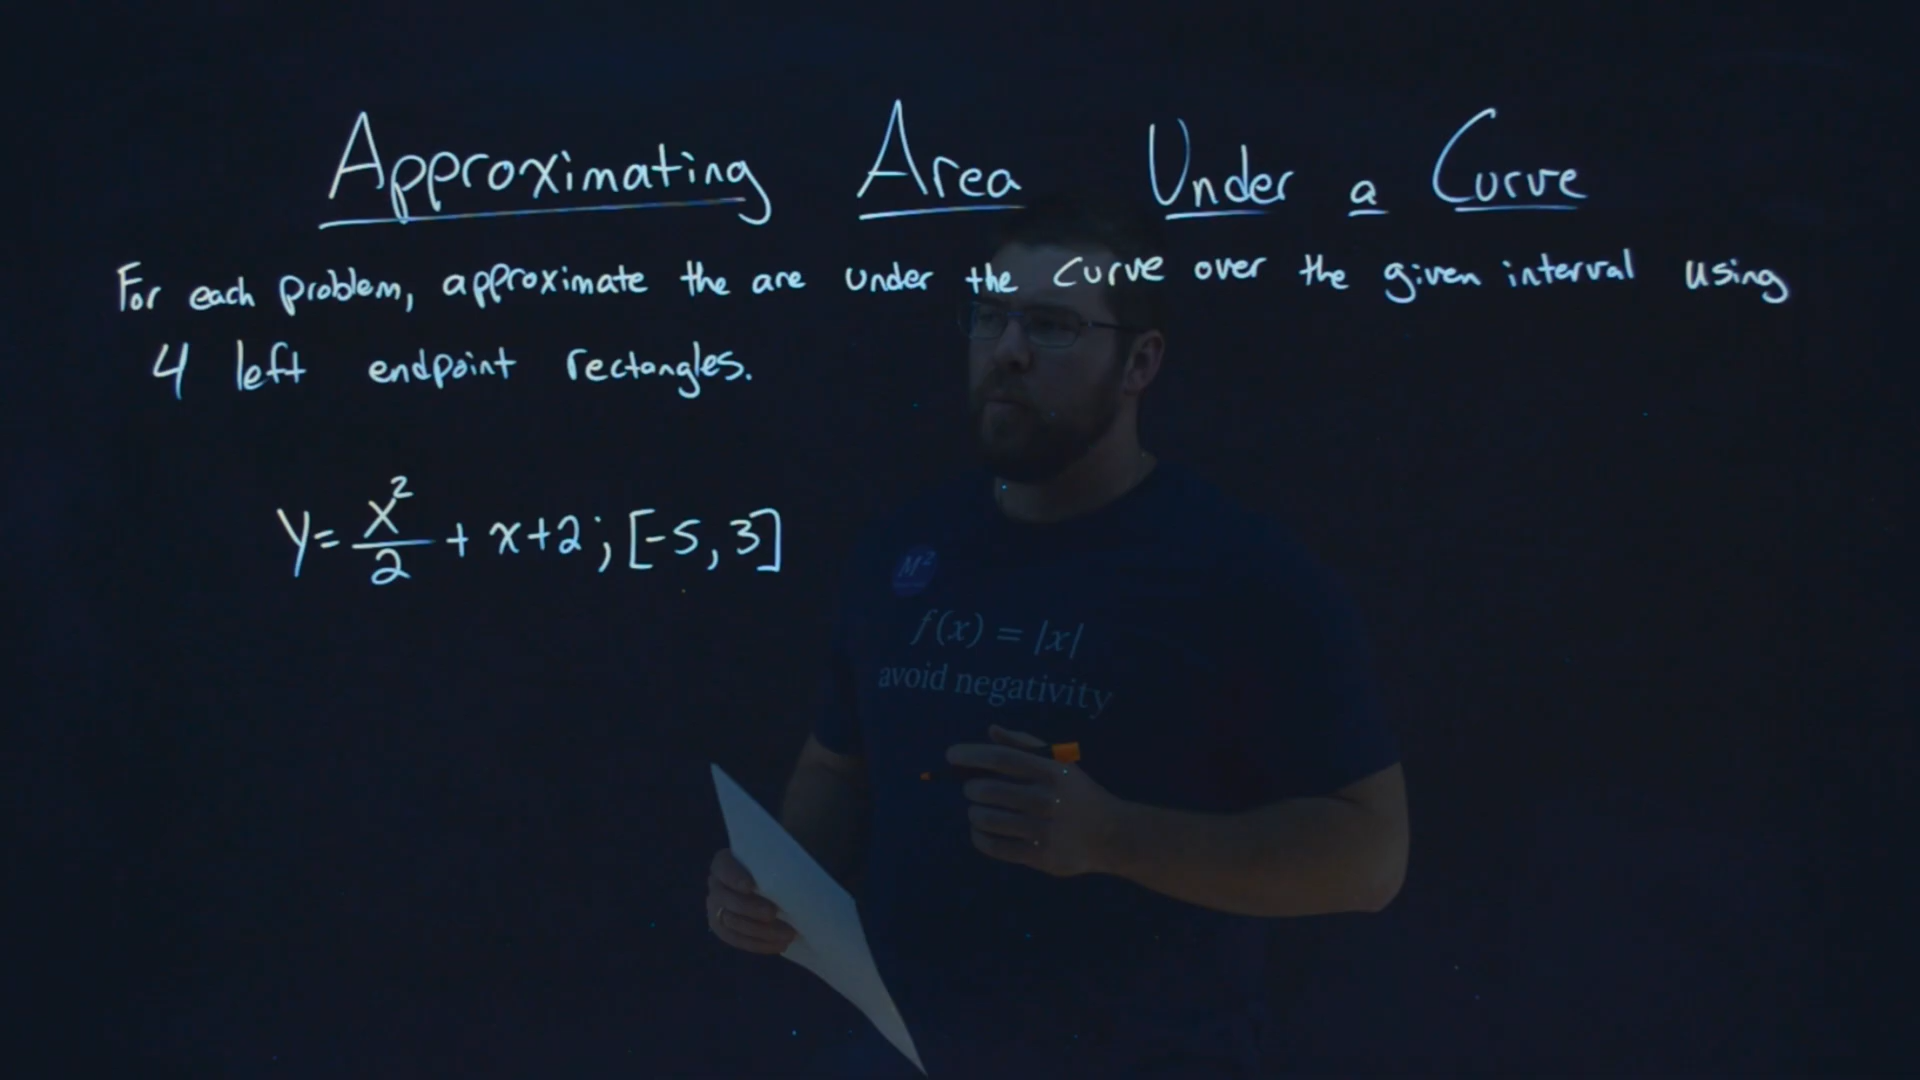 Approximating Area Under a Curve
For each problem, approximate the are under the curve over the given interval using
4 left endpoint rectangles.
y = x²/2 + x + 2 ; [-5, 3]
M²
f(x) = |x|
avoid negativity